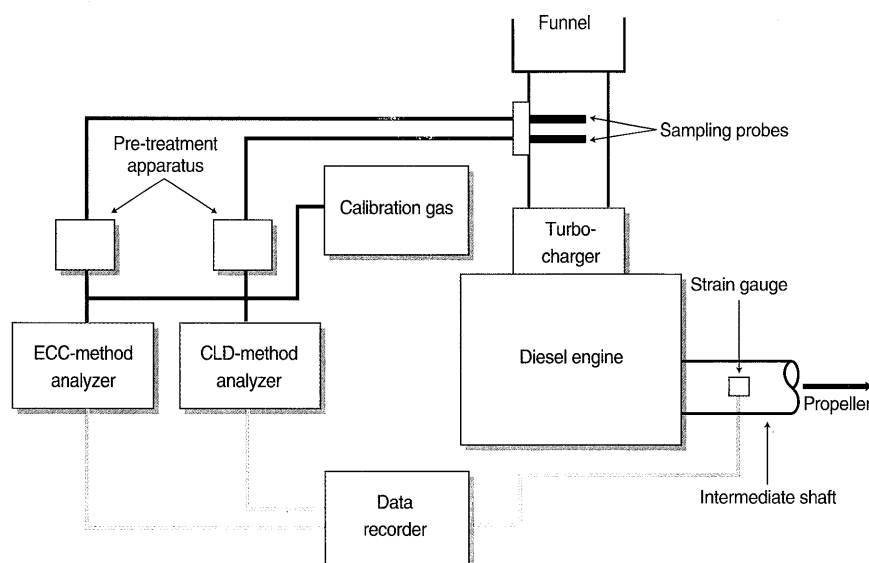 Funnel
Sampling probes
Pre-treatment
apparatus
Calibration gas
Turbo-
charger
Strain gauge
ECC-method
analyzer
CLD-method
analyzer
Diesel engine
Propeller
Intermediate shaft
Data
recorder